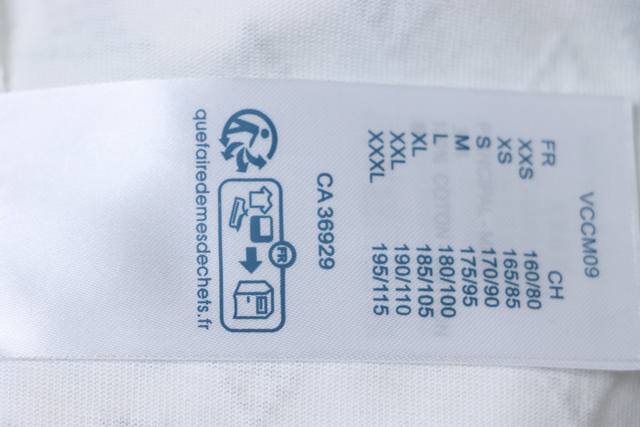 VCCM09
FR CH
XXS 160/80
XS 165/85
S 170/90
M 175/95
L 180/100
XL 185/105
XXL 190/110
XXXL 195/115
CA 36929
FR
quefairedemesdechets.fr